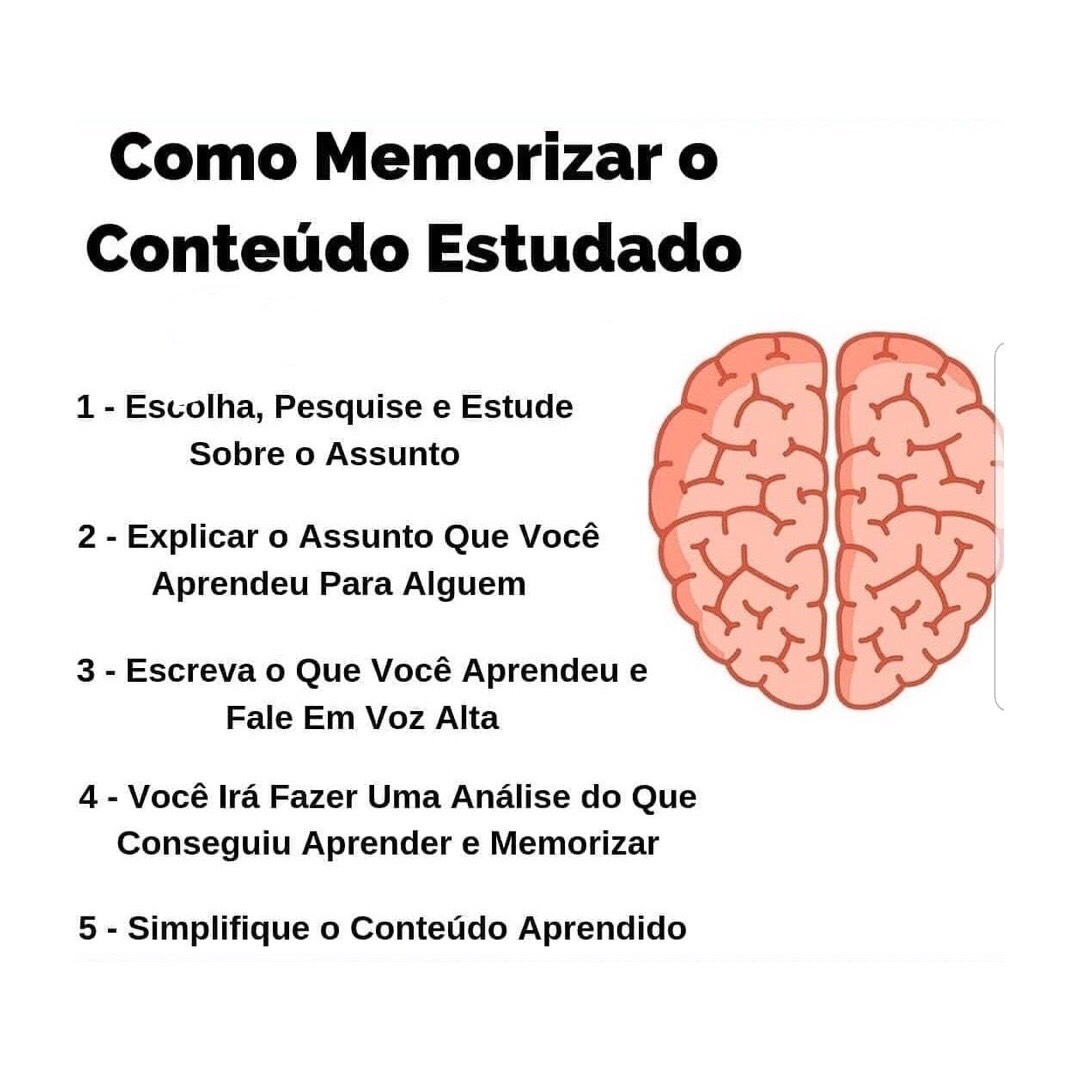 Como Memorizar o
Conteúdo Estudado
1 - Escolha, Pesquise e Estude
Sobre o Assunto
2 - Explicar o Assunto Que Você
Aprendeu Para Alguem
3 - Escreva o Que Você Aprendeu e
Fale Em Voz Alta
4 - Você Irá Fazer Uma Análise do Que
Conseguiu Aprender e Memorizar
5 - Simplifique o Conteúdo Aprendido